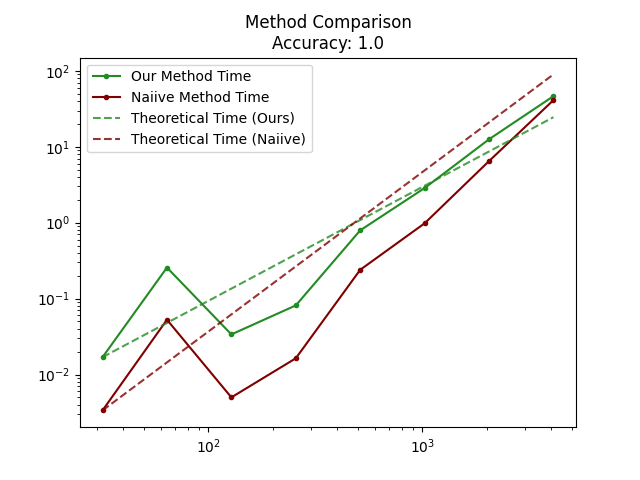 Method Comparison
Accuracy: 1.0
Our Method Time
Naiive Method Time
Theoretical Time (Ours)
Theoretical Time (Naiive)
10²
10¹
10⁰
10⁻¹
10⁻²
10² 10³